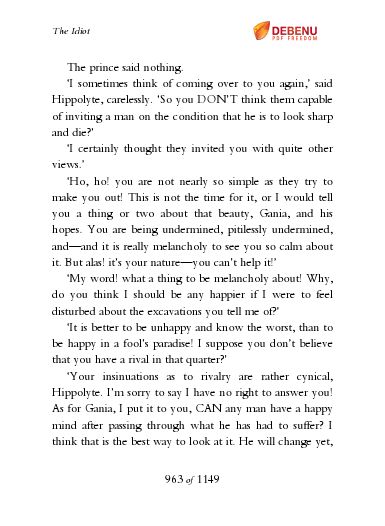 The Idiot
DEBENU
PDF FREEDOM
The prince said nothing.
‘I sometimes think of coming over to you again,’ said
Hippolyte, carelessly. ‘So you DON’T think them capable
of inviting a man on the condition that he is to look sharp
and die?’
‘I certainly thought they invited you with quite other
views.’
‘Ho, ho! you are not nearly so simple as they try to
make you out! This is not the time for it, or I would tell
you a thing or two about that beauty, Gania, and his
hopes. You are being undermined, pitilessly undermined,
and—and it is really melancholy to see you so calm about
it. But alas! it’s your nature—you can’t help it!’
‘My word! what a thing to be melancholy about! Why,
do you think I should be any happier if I were to feel
disturbed about the excavations you tell me of?’
‘It is better to be unhappy and know the worst, than to
be happy in a fool’s paradise! I suppose you don’t believe
that you have a rival in that quarter?’
‘Your insinuations as to rivalry are rather cynical,
Hippolyte. I’m sorry to say I have no right to answer you!
As for Gania, I put it to you, CAN any man have a happy
mind after passing through what he has had to suffer? I
think that is the best way to look at it. He will change yet,
963 of 1149